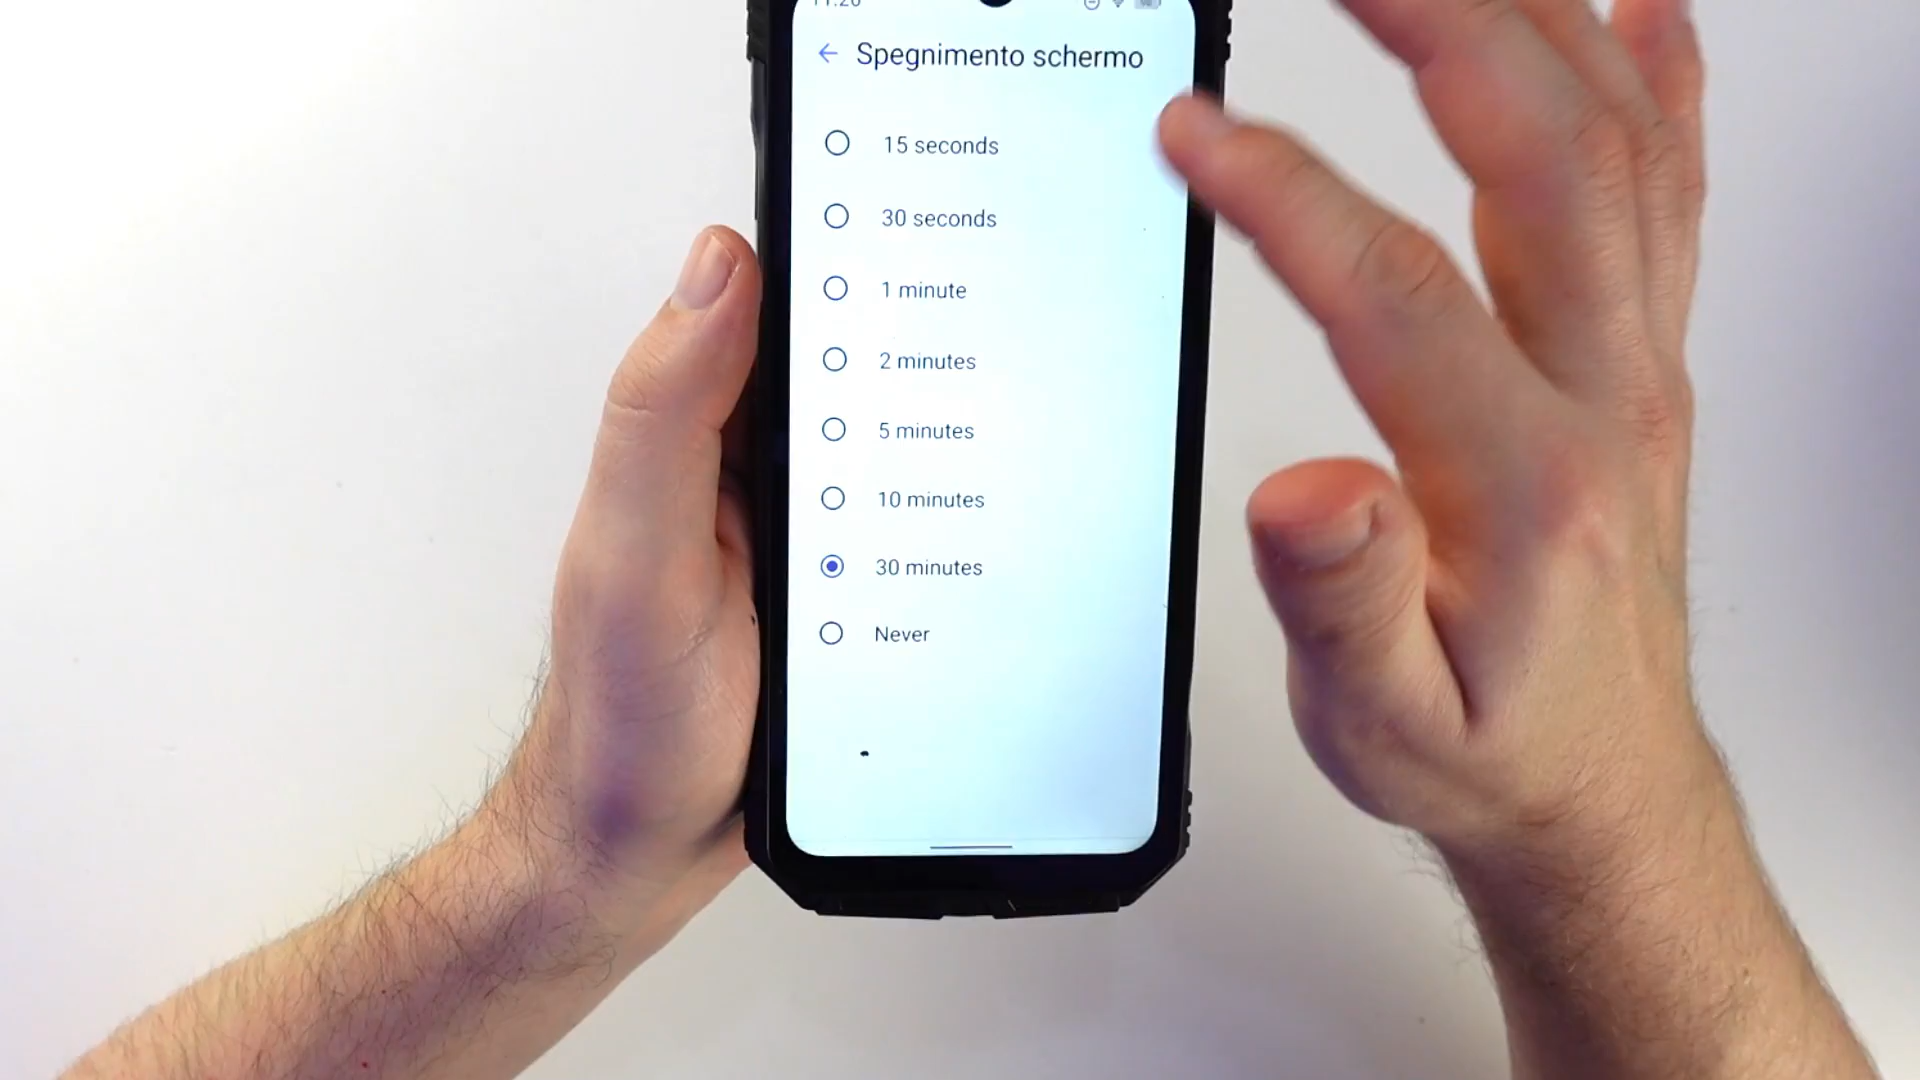 Spegnimento schermo
15 seconds
30 seconds
1 minute
2 minutes
5 minutes
10 minutes
30 minutes
Never